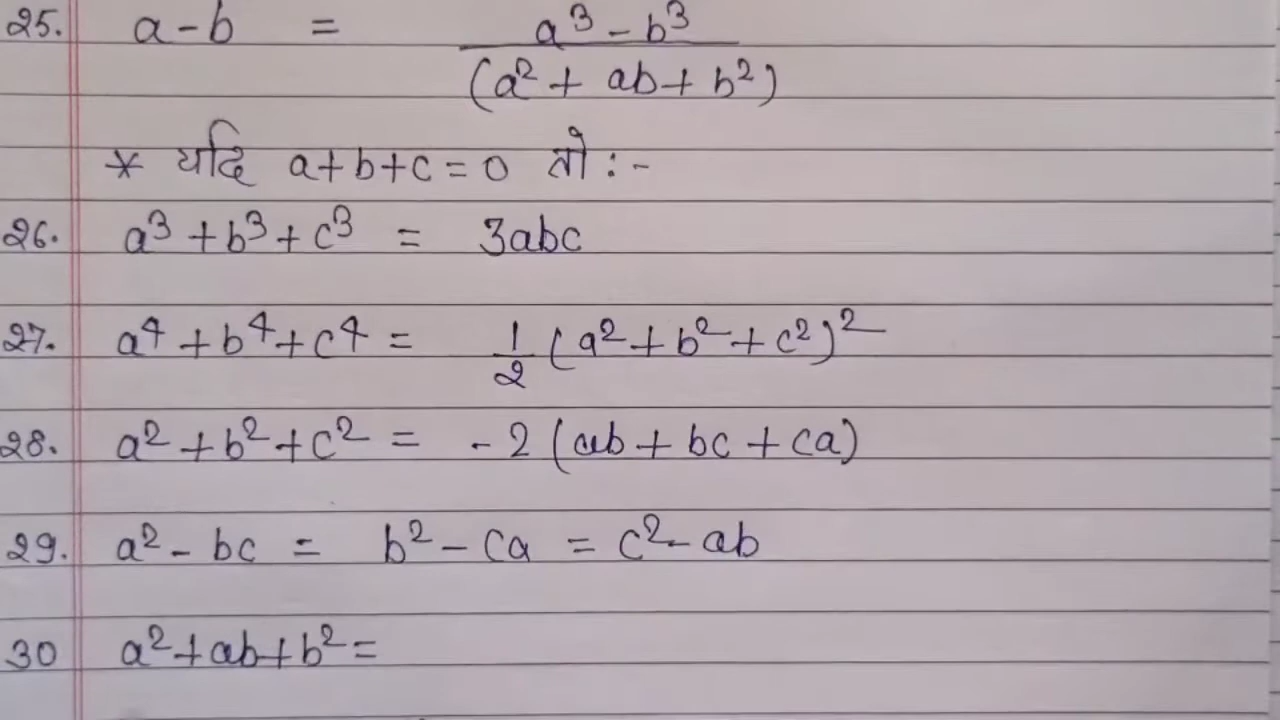 25. a-b = a³-b³ / (a²+ab+b²)
* यदि a+b+c=0 तो :-
26. a³+b³+c³ = 3abc
27. a⁴+b⁴+c⁴ = 1/2 (a²+b²+c²)²
28. a²+b²+c² = -2 (ab+bc+ca)
29. a²-bc = b²-ca = c²-ab
30 a²+ab+b²=